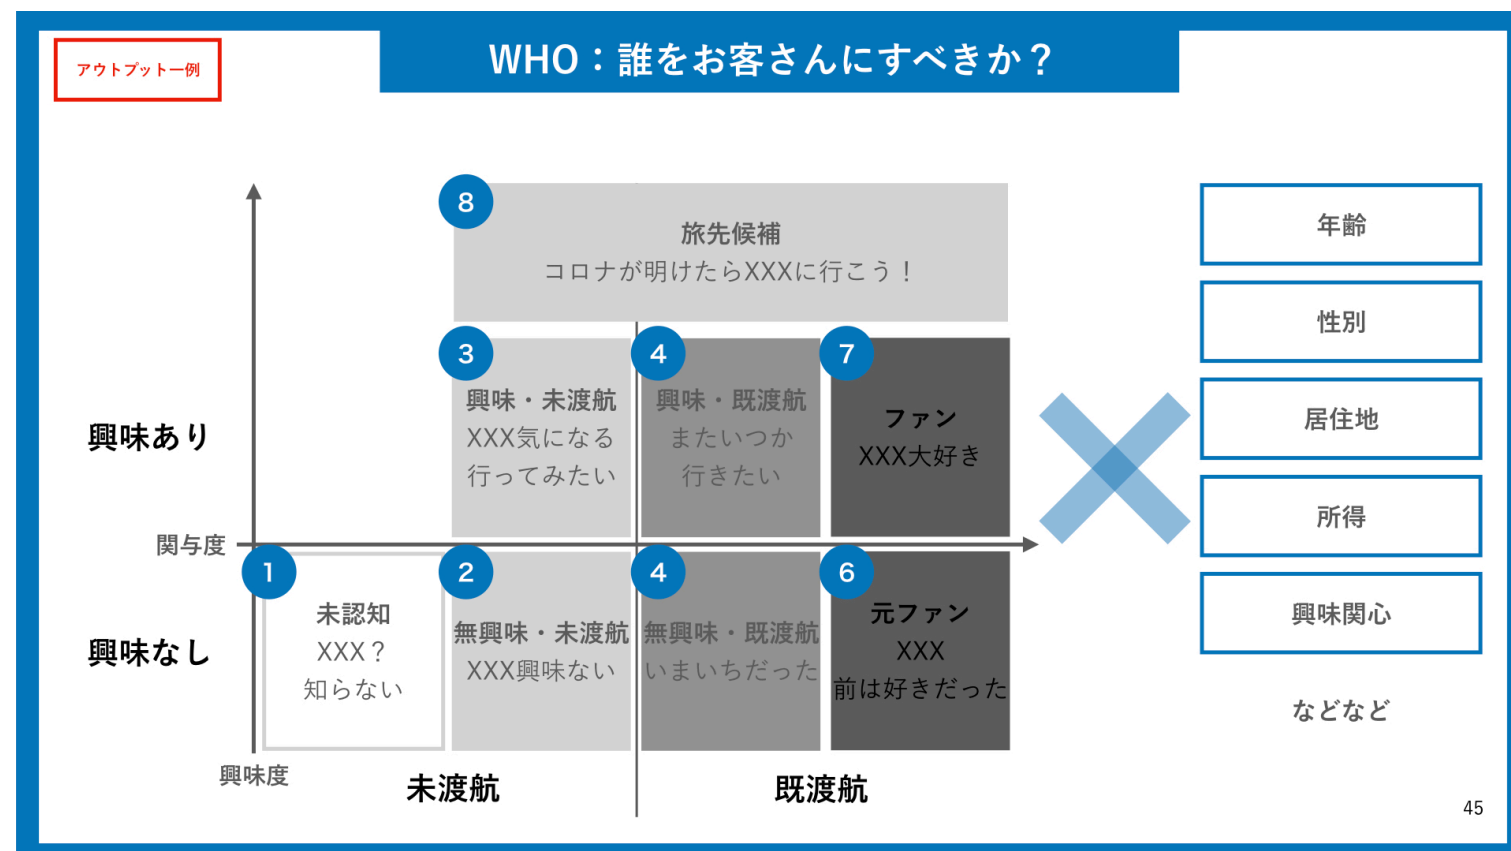 アウトプット一例
WHO：誰をお客さんにすべきか？
8
旅先候補
コロナが明けたらXXXに行こう！
3
興味・未渡航
XXX気になる
行ってみたい
4
興味・既渡航
またいつか
行きたい
7
ファン
XXX大好き
興味あり
関与度
1
未認知
XXX？
知らない
2
無興味・未渡航
XXX興味ない
4
無興味・既渡航
いまいちだった
6
元ファン
XXX
前は好きだった
興味なし
興味度
未渡航
既渡航
年齢
性別
居住地
所得
興味関心
などなど
45